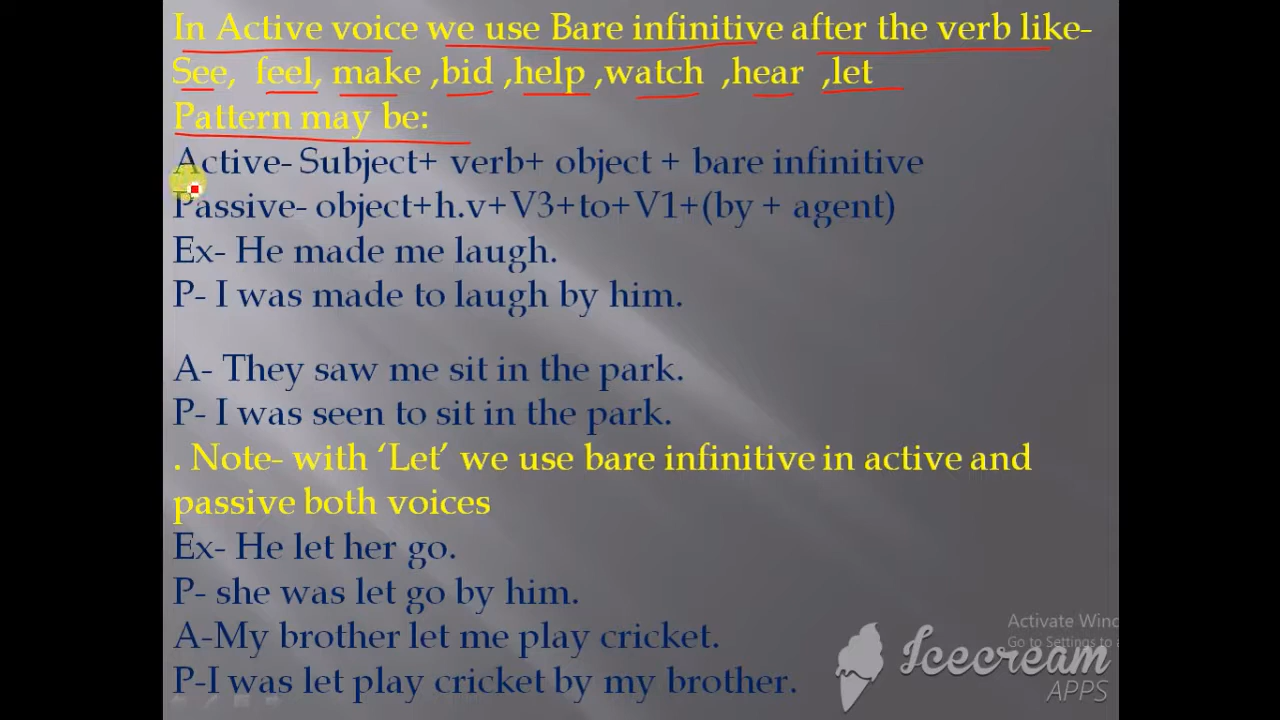 In Active voice we use Bare infinitive after the verb like-
See, feel, make ,bid ,help ,watch ,hear ,let
Pattern may be:
Active- Subject+ verb+ object + bare infinitive
Passive- object+h.v+V3+to+V1+(by + agent)
Ex- He made me laugh.
P- I was made to laugh by him.
A- They saw me sit in the park.
P- I was seen to sit in the park.
. Note- with ‘Let’ we use bare infinitive in active and
passive both voices
Ex- He let her go.
P- she was let go by him.
A-My brother let me play cricket.
P-I was let play cricket by my brother.
Activate Wind
Go to Settings to a
Icecream
APPS